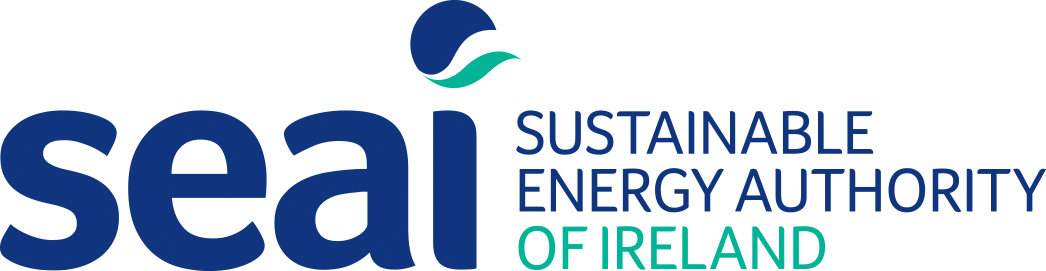 seai
SUSTAINABLE
ENERGY AUTHORITY
OF IRELAND